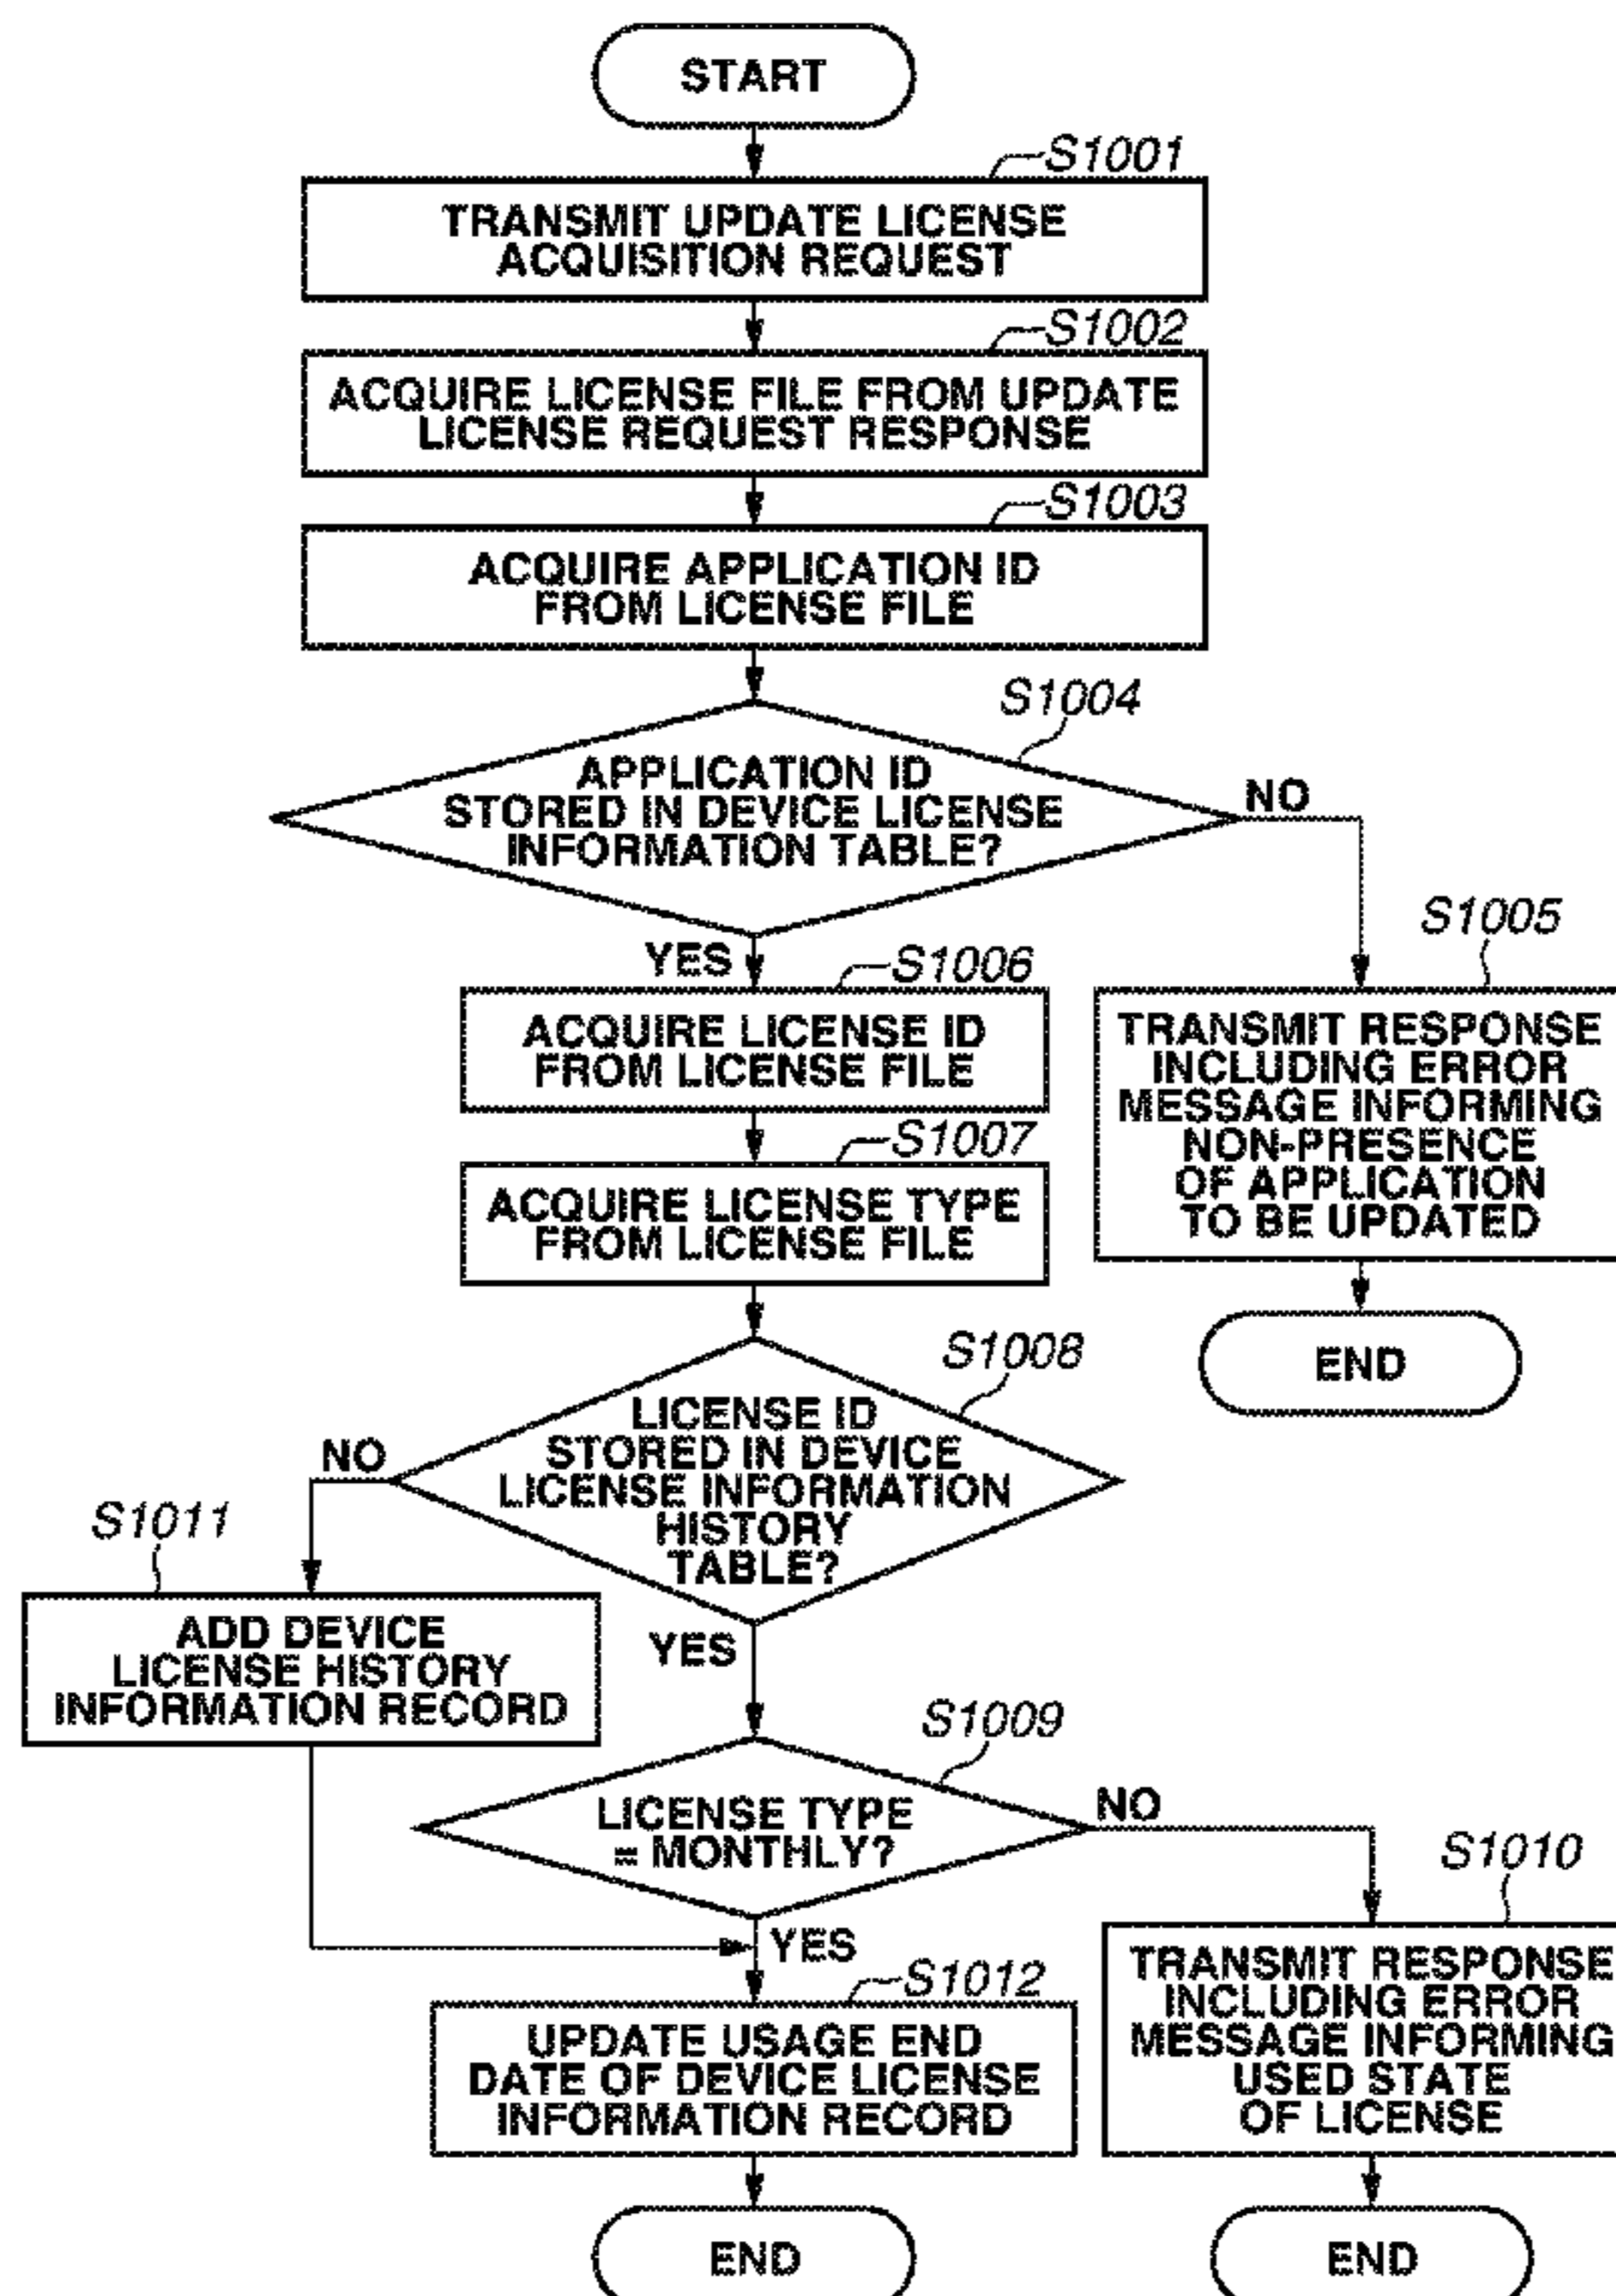 START
S1001
TRANSMIT UPDATE LICENSE
ACQUISITION REQUEST
S1002
ACQUIRE LICENSE FILE FROM UPDATE
LICENSE REQUEST RESPONSE
S1003
ACQUIRE APPLICATION ID
FROM LICENSE FILE
S1004
APPLICATION ID
STORED IN DEVICE LICENSE
INFORMATION TABLE?
NO
YES
S1005
TRANSMIT RESPONSE
INCLUDING ERROR
MESSAGE INFORMING
NON-PRESENCE
OF APPLICATION
TO BE UPDATED
END
S1006
ACQUIRE LICENSE ID
FROM LICENSE FILE
S1007
ACQUIRE LICENSE TYPE
FROM LICENSE FILE
S1008
LICENSE ID
STORED IN DEVICE
LICENSE INFORMATION
HISTORY
TABLE?
NO
YES
S1011
ADD DEVICE
LICENSE HISTORY
INFORMATION RECORD
S1009
LICENSE TYPE
= MONTHLY?
NO
YES
S1010
TRANSMIT RESPONSE
INCLUDING ERROR
MESSAGE INFORMING
USED STATE
OF LICENSE
END
S1012
UPDATE USAGE END
DATE OF DEVICE LICENSE
INFORMATION RECORD
END